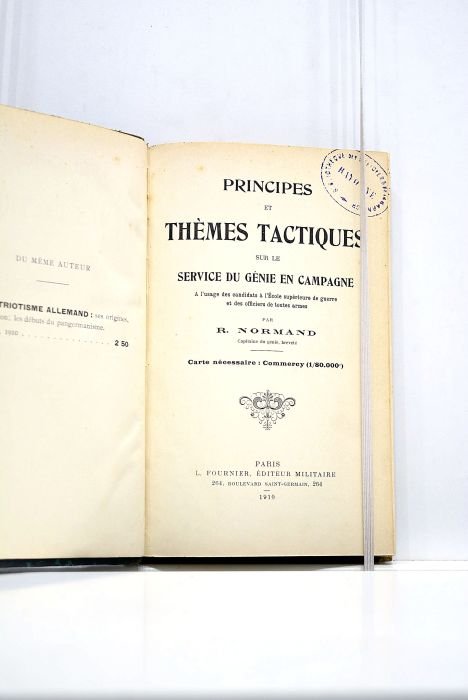 DU MÊME AUTEUR
TRIOTISME ALLEMAND : ses origines,
les débuts du pangermanisme.
1910 . . . . . . . . . . . . . 2 50
PRINCIPES
ET
THÈMES TACTIQUES
SUR LE
SERVICE DU GÉNIE EN CAMPAGNE
A l'usage des candidats à l'École supérieure de guerre
et des officiers de toutes armes
PAR
R. NORMAND
Capitaine du génie, breveté
Carte nécessaire : Commercy (1/80.000e)
PARIS
L. FOURNIER, ÉDITEUR MILITAIRE
264, BOULEVARD SAINT-GERMAIN, 264
1910